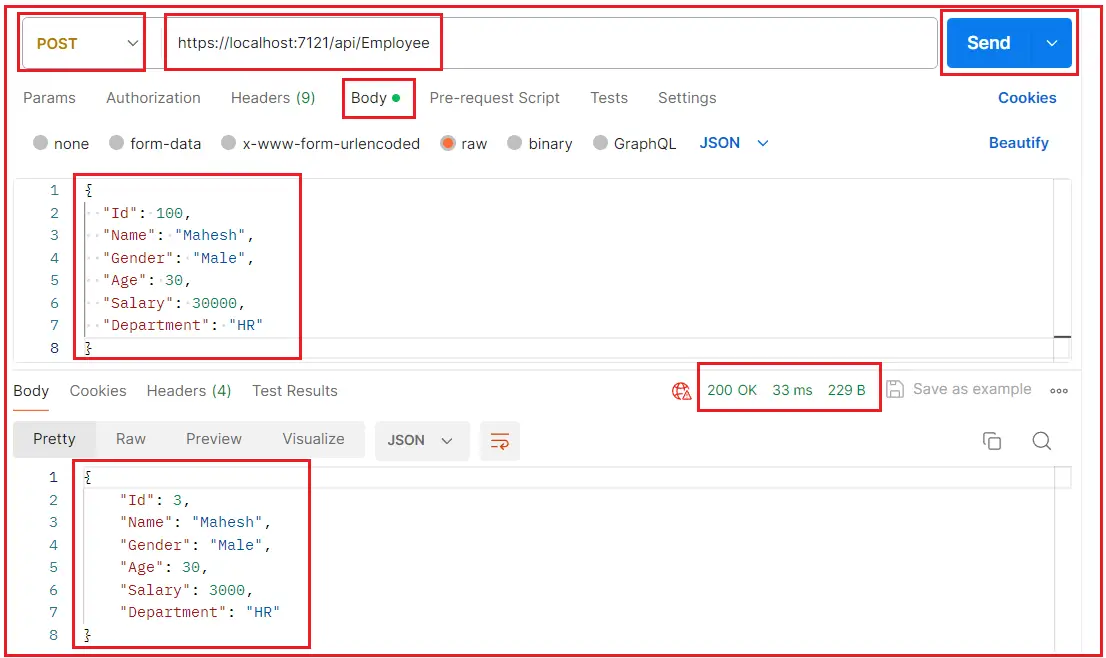 POST https://localhost:7121/api/Employee Send
Params Authorization Headers (9) Body Pre-request Script Tests Settings Cookies
none form-data x-www-form-urlencoded raw binary GraphQL JSON Beautify
1 {
2 "Id": 100,
3 "Name": "Mahesh",
4 "Gender": "Male",
5 "Age": 30,
6 "Salary": 30000,
7 "Department": "HR"
8 }
Body Cookies Headers (4) Test Results 200 OK 33 ms 229 B Save as example
Pretty Raw Preview Visualize JSON
1 {
2 "Id": 3,
3 "Name": "Mahesh",
4 "Gender": "Male",
5 "Age": 30,
6 "Salary": 3000,
7 "Department": "HR"
8 }